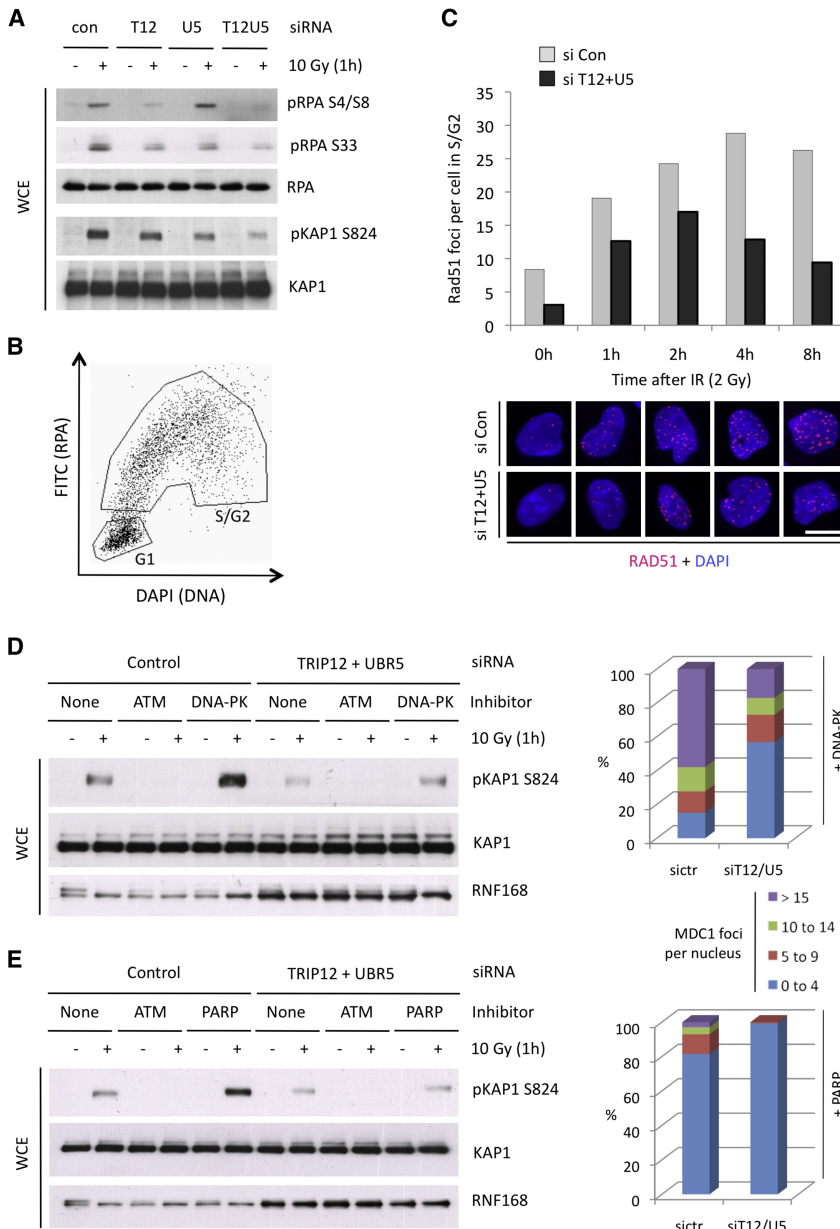 A
con T12 U5 T12U5 siRNA
- + - + - + - + 10 Gy (1h)
WCE
pRPA S4/S8
pRPA S33
RPA
pKAP1 S824
KAP1
B
FITC (RPA)
S/G2
G1
DAPI (DNA)
C
si Con
si T12+U5
Rad51 foci per cell in S/G2
35
30
25
20
15
10
5
0
0h 1h 2h 4h 8h
Time after IR (2 Gy)
si Con
si T12+U5
RAD51 + DAPI
D
Control TRIP12 + UBR5 siRNA
None ATM DNA-PK None ATM DNA-PK Inhibitor
- + - + - + - + - + - + 10 Gy (1h)
WCE
pKAP1 S824
KAP1
RNF168
100
80
60
40
20
0
%
sictr siT12/U5
+ DNA-PK
MDC1 foci
per nucleus
> 15
10 to 14
5 to 9
0 to 4
E
Control TRIP12 + UBR5 siRNA
None ATM PARP None ATM PARP Inhibitor
- + - + - + - + - + - + 10 Gy (1h)
WCE
pKAP1 S824
KAP1
RNF168
100
80
60
40
20
0
%
sictr siT12/U5
+ PARP